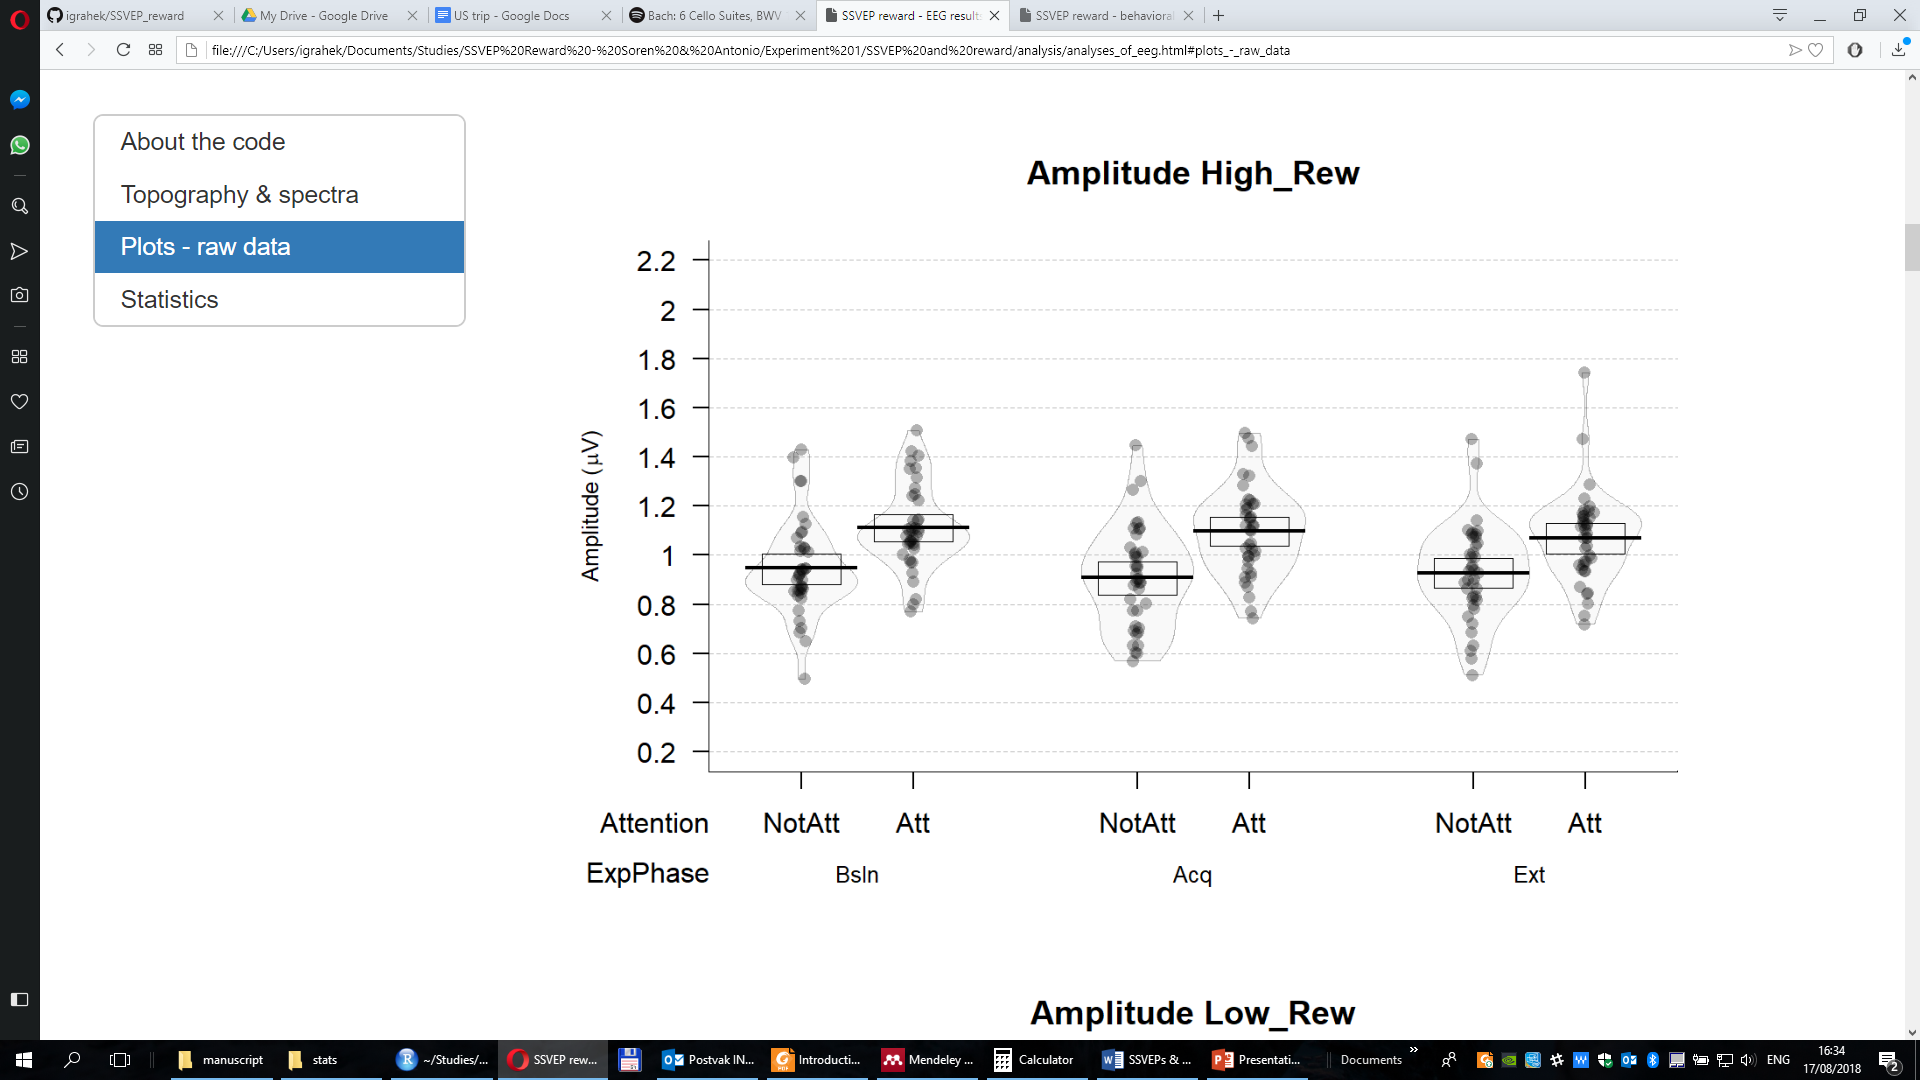 igrahek/SSVEP_reward
My Drive - Google Drive
US trip - Google Docs
Bach: 6 Cello Suites, BWV
SSVEP reward - EEG results
SSVEP reward - behavioral
file:///C:/Users/igrahek/Documents/Studies/SSVEP%20Reward%20-%20Soren%20&%20Antonio/Experiment%201/SSVEP%20and%20reward/analysis/analyses_of_eeg.html#plots_-_raw_data
About the code
Topography & spectra
Plots - raw data
Statistics
Amplitude High_Rew
2.2
2
1.8
1.6
1.4
1.2
1
0.8
0.6
0.4
0.2
Amplitude (μV)
Attention NotAtt Att NotAtt Att NotAtt Att
ExpPhase Bsln Acq Ext
Amplitude Low_Rew
manuscript
stats
~/Studies/...
SSVEP rew...
Postvak IN...
Introducti...
Mendeley ...
Calculator
SSVEPs & ...
Presentati...
Documents
ENG
16:34
17/08/2018
2